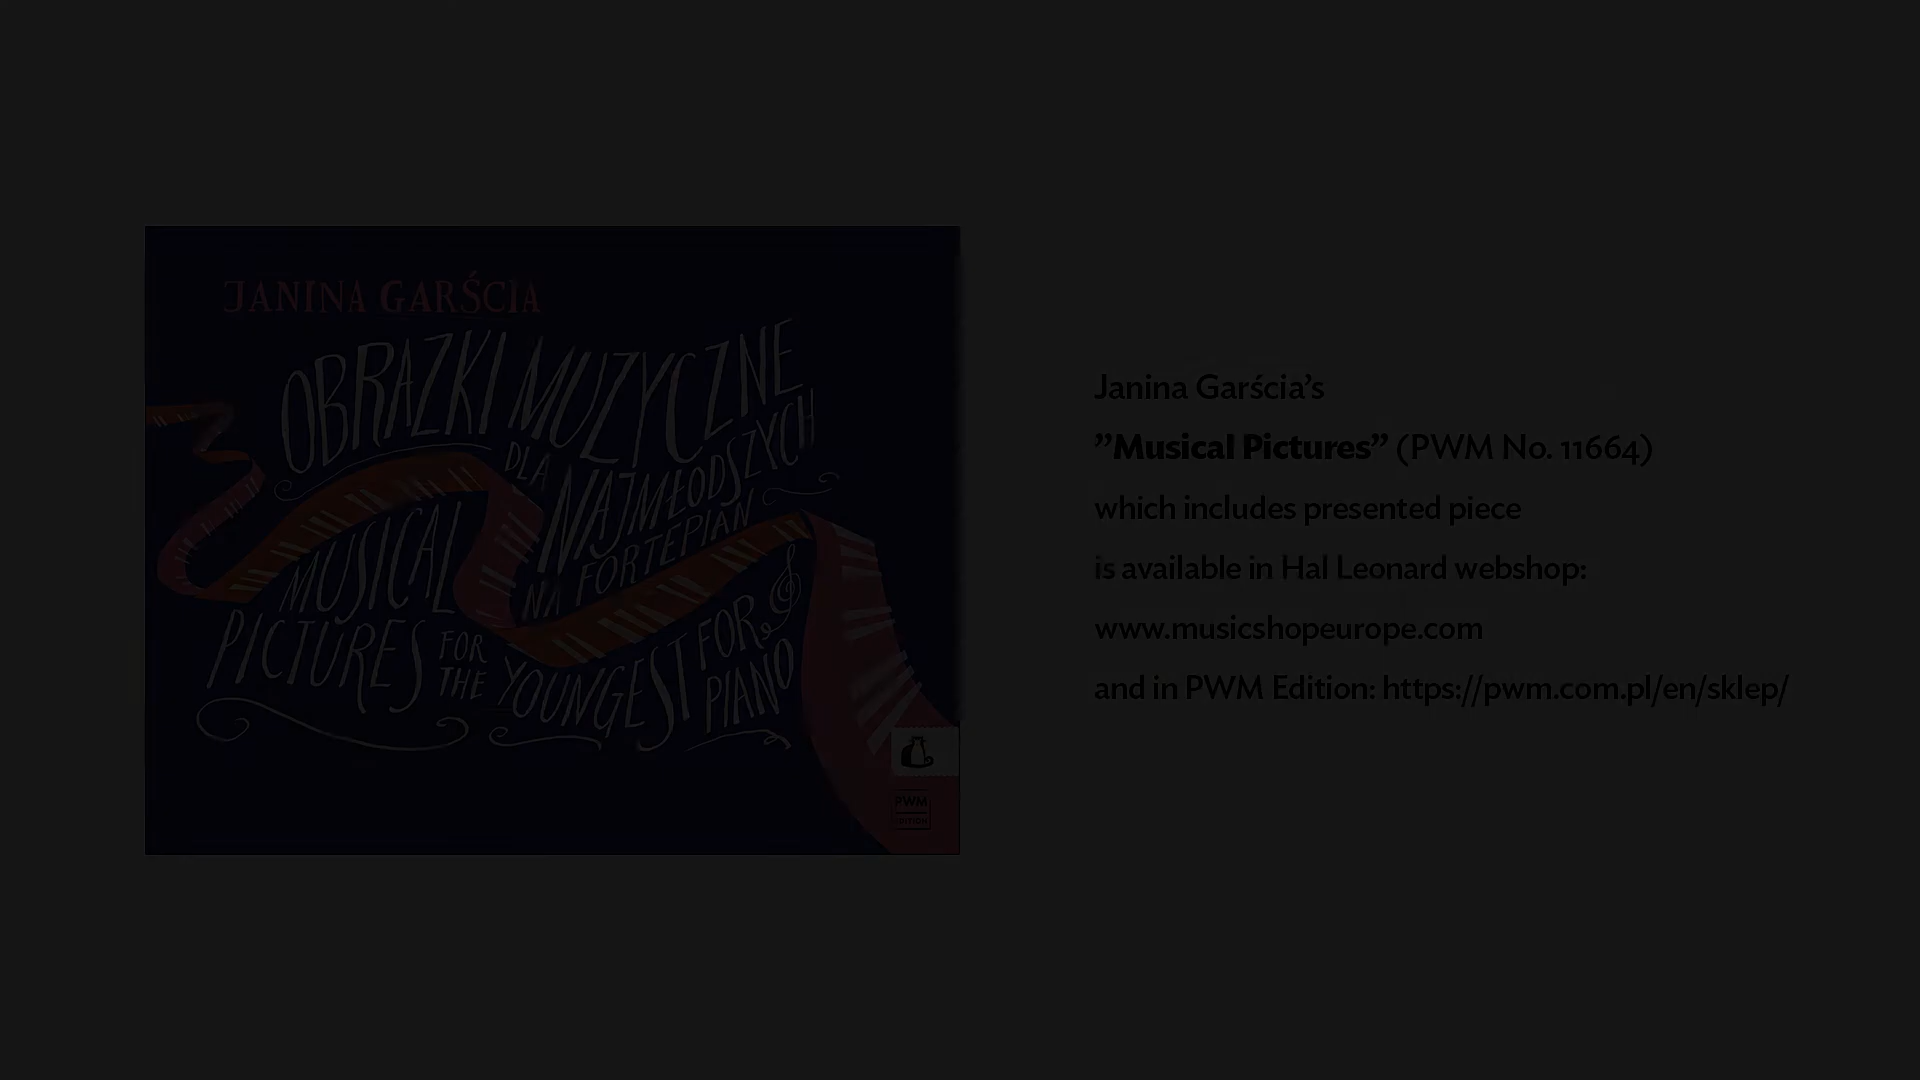 JANINA GARŚCIA
OBRAZKI MUZYCZNE
DLA NAJMŁODSZYCH
NA FORTEPIAN
MUSICAL
PICTURES FOR THE YOUNGEST FOR PIANO
PWM
EDITION
Janina Garścia's
”Musical Pictures” (PWM No. 11664)
which includes presented piece
is available in Hal Leonard webshop:
www.musicshopeurope.com
and in PWM Edition: https://pwm.com.pl/en/sklep/